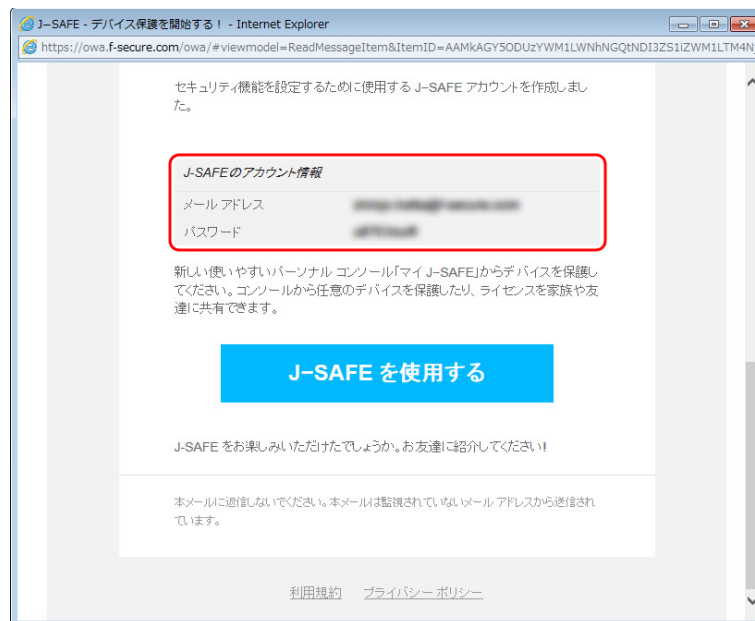 J-SAFE - デバイス保護を開始する！ - Internet Explorer
https://owa.f-secure.com/owa/#viewmodel=ReadMessageItem&ItemID=AAMkAGY5ODUzYWM1LWNhNGQtNDI3ZS1iZWM1LTM4N
セキュリティ機能を設定するために使用する J-SAFE アカウントを作成しまし
た。
J-SAFEのアカウント情報
メール アドレス
パスワード
新しい使いやすいパーソナル コンソール「マイ J-SAFE」からデバイスを保護し
てください。コンソールから任意のデバイスを保護したり、ライセンスを家族や友
達に共有できます。
J-SAFE を使用する
J-SAFE をお楽しみいただけたでしょうか。お友達に紹介してください!
本メールに返信しないでください。本メールは監視されていないメール アドレスから送信され
ています。
利用規約 プライバシー ポリシー